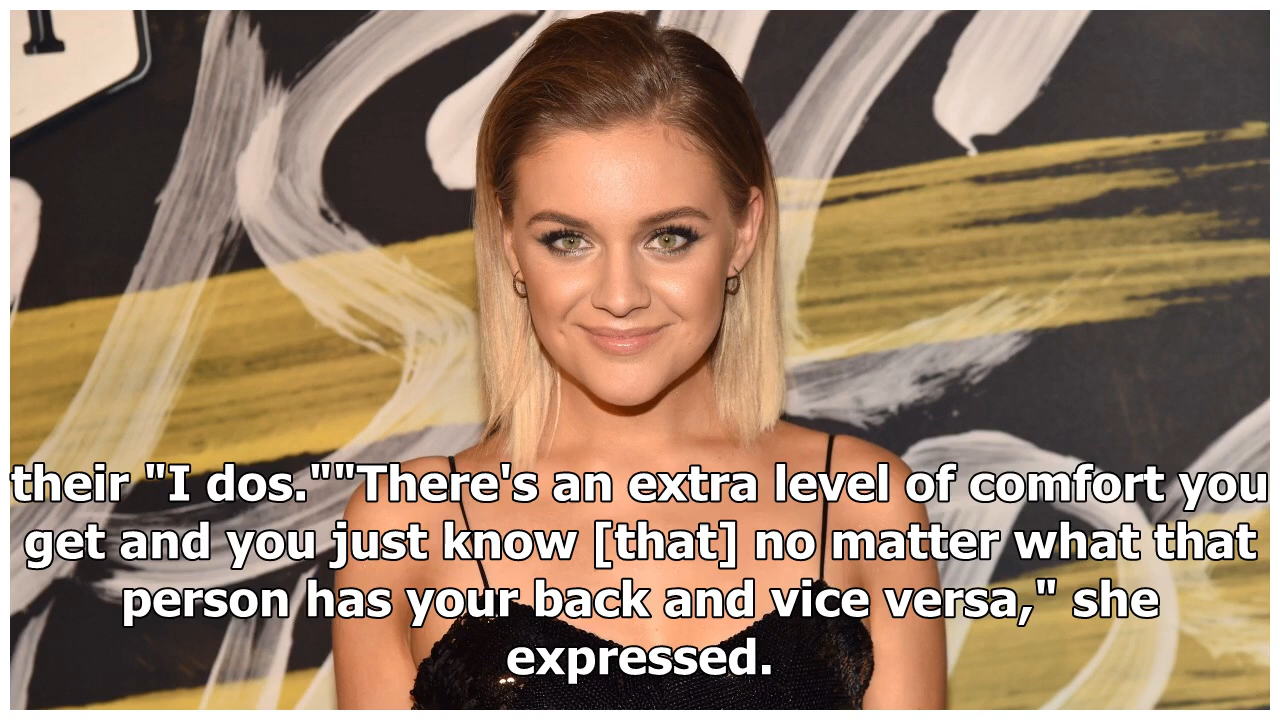 their "I dos.""There's an extra level of comfort you
get and you just know [that] no matter what that
person has your back and vice versa," she
expressed.